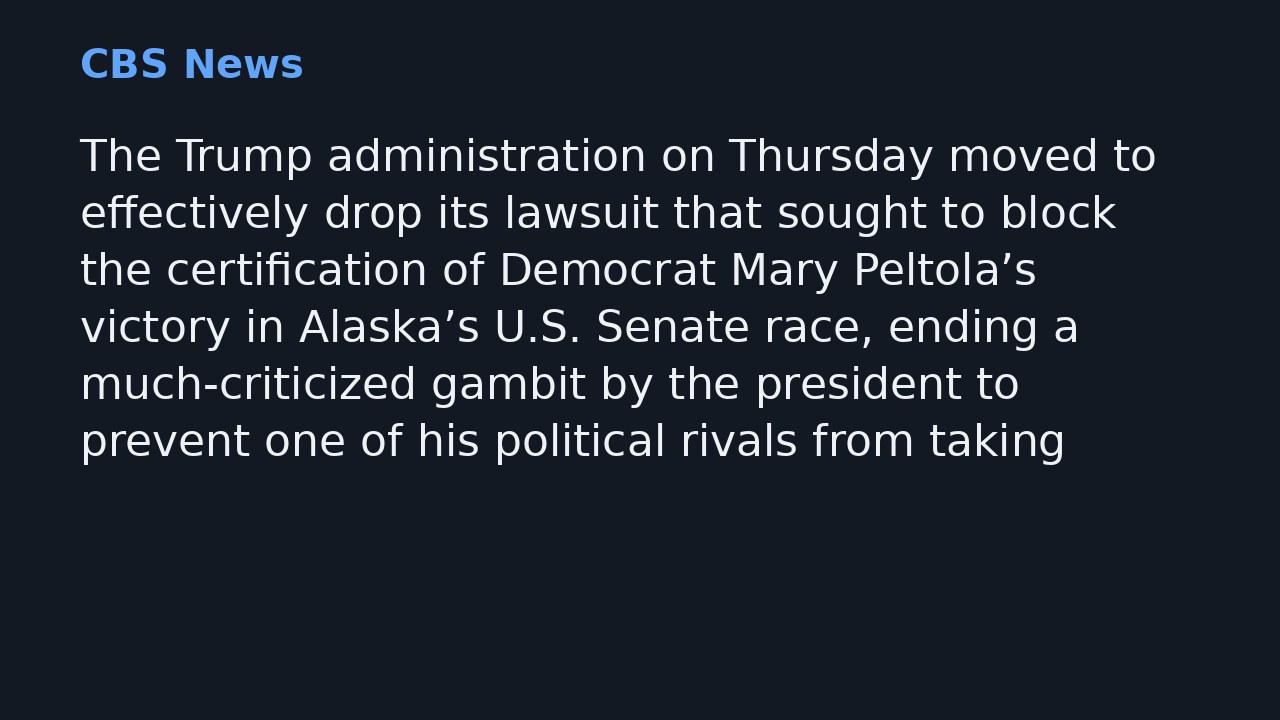 CBS News
The Trump administration on Thursday moved to
effectively drop its lawsuit that sought to block
the certification of Democrat Mary Peltola’s
victory in Alaska’s U.S. Senate race, ending a
much-criticized gambit by the president to
prevent one of his political rivals from taking